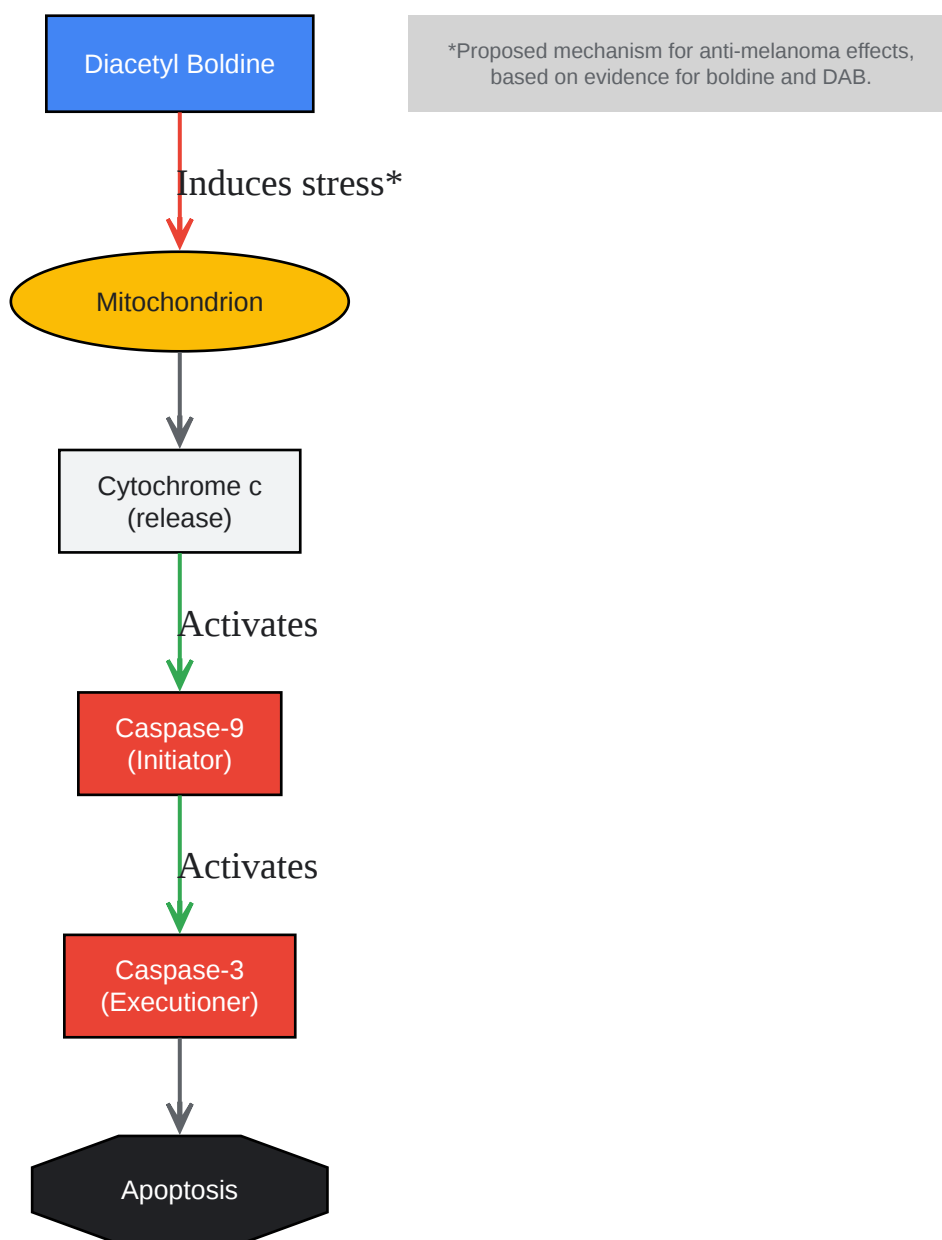 Diacetyl Boldine
*Proposed mechanism for anti-melanoma effects,
based on evidence for boldine and DAB.
Induces stress*
Mitochondrion
Cytochrome c
(release)
Activates
Caspase-9
(Initiator)
Activates
Caspase-3
(Executioner)
Apoptosis